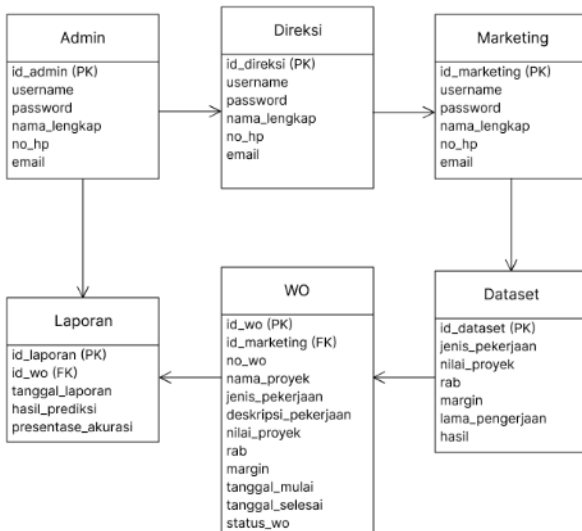 Admin
id_admin (PK)
username
password
nama_lengkap
no_hp
email
Direksi
id_direksi (PK)
username
password
nama_lengkap
no_hp
email
Marketing
id_marketing (PK)
username
password
nama_lengkap
no_hp
email
Laporan
id_laporan (PK)
id_wo (FK)
tanggal_laporan
hasil_prediksi
presentase_akurasi
WO
id_wo (PK)
id_marketing (FK)
no_wo
nama_proyek
jenis_pekerjaan
deskripsi_pekerjaan
nilai_proyek
rab
margin
tanggal_mulai
tanggal_selesai
status_wo
Dataset
id_dataset (PK)
jenis_pekerjaan
nilai_proyek
rab
margin
lama_pengerjaan
hasil